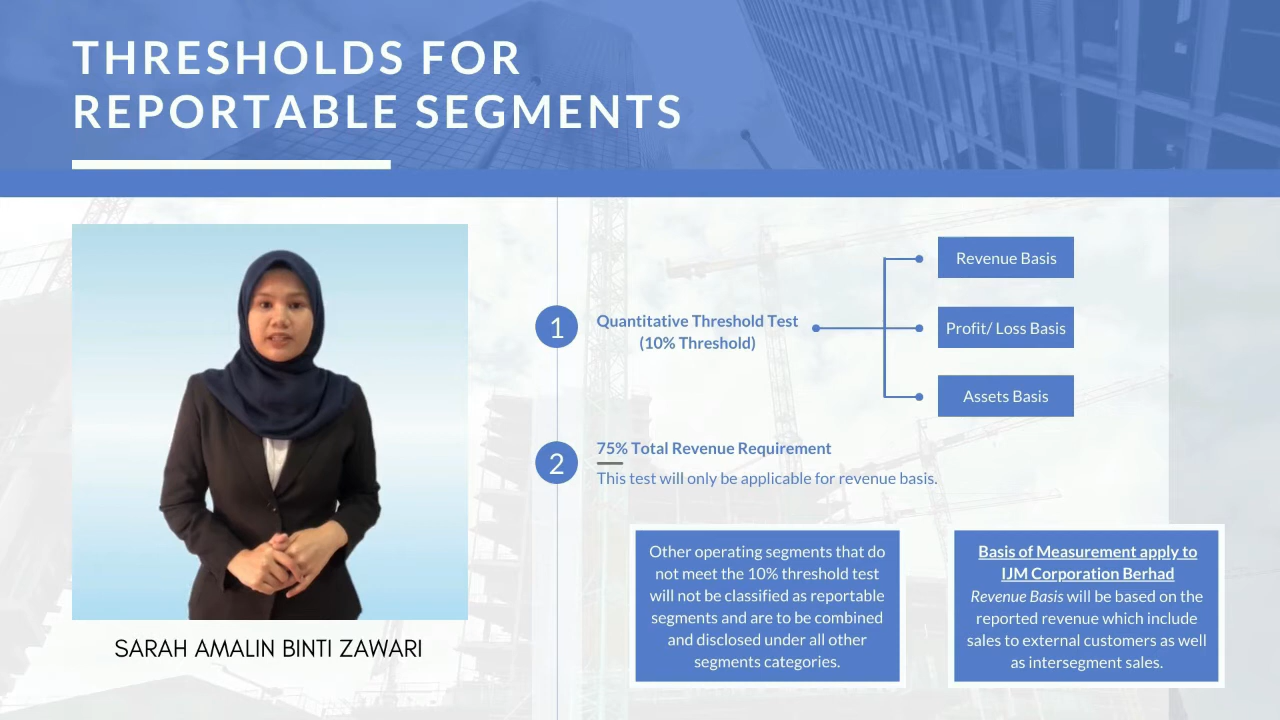 THRESHOLDS FOR
REPORTABLE SEGMENTS
SARAH AMALIN BINTI ZAWARI
1
Quantitative Threshold Test
(10% Threshold)
Revenue Basis
Profit/ Loss Basis
Assets Basis
2
75% Total Revenue Requirement
This test will only be applicable for revenue basis.
Other operating segments that do
not meet the 10% threshold test
will not be classified as reportable
segments and are to be combined
and disclosed under all other
segments categories.
Basis of Measurement apply to
IJM Corporation Berhad
Revenue Basis will be based on the
reported revenue which include
sales to external customers as well
as intersegment sales.